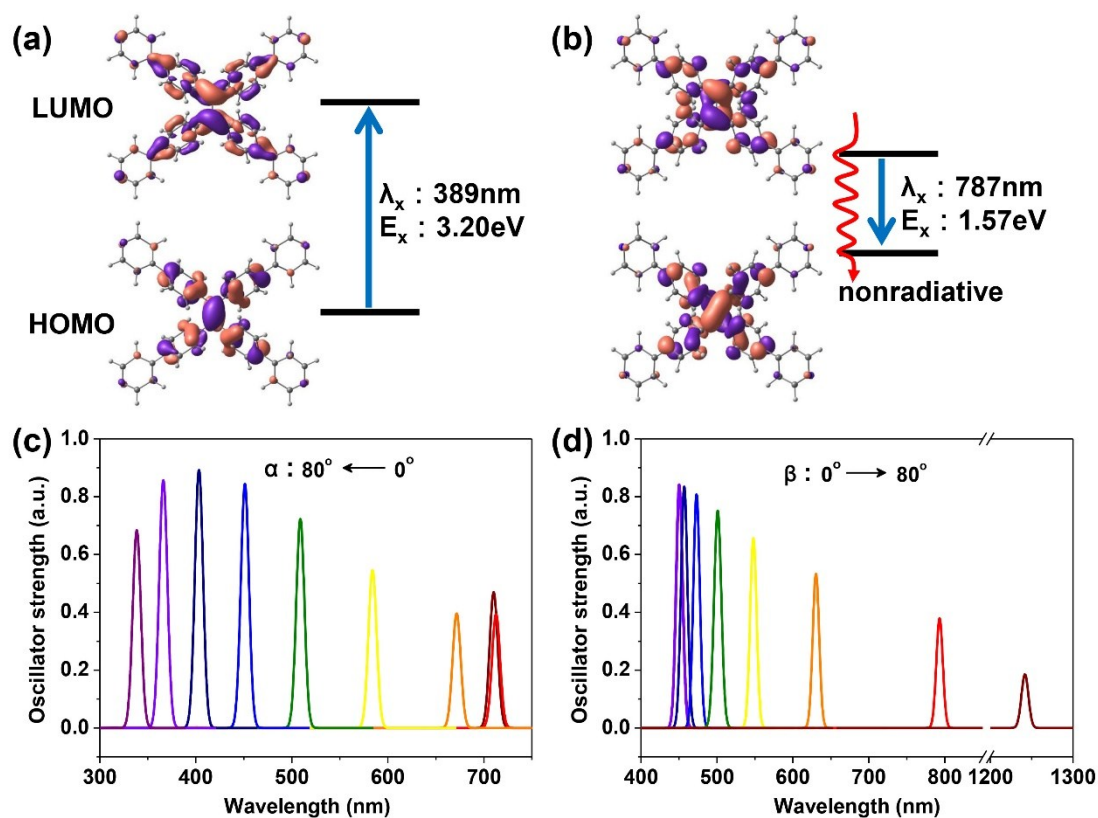 (a)
LUMO
HOMO
λx : 389nm
Ex : 3.20eV
(b)
λx : 787nm
Ex : 1.57eV
nonradiative
(c)
α : 80° ← 0°
Oscillator strength (a.u.)
1.0
0.8
0.6
0.4
0.2
0.0
300 400 500 600 700
Wavelength (nm)
(d)
β : 0° → 80°
Oscillator strength (a.u.)
1.0
0.8
0.6
0.4
0.2
0.0
400 500 600 700 800 1200 1300
Wavelength (nm)